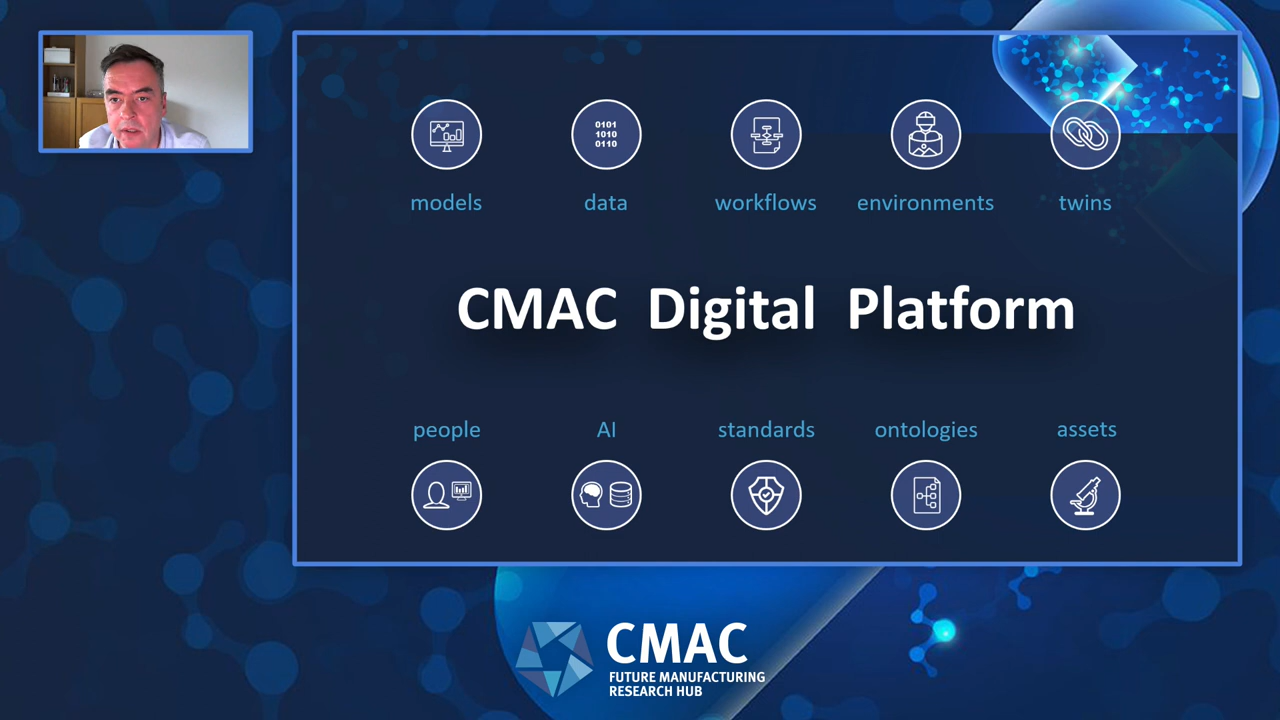 0101
1010
0110
models
data
workflows
environments
twins
CMAC Digital Platform
people
AI
standards
ontologies
assets
CMAC
FUTURE MANUFACTURING
RESEARCH HUB